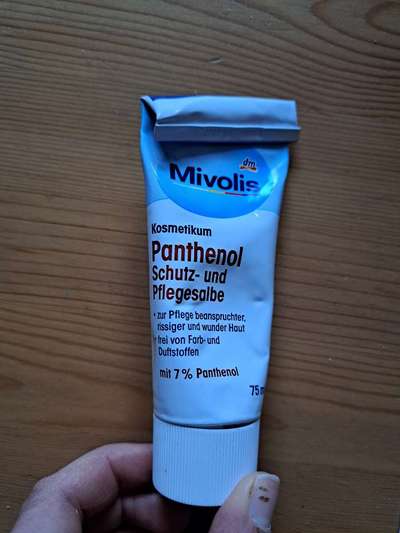 dm
Mivolis
Kosmetikum
Panthenol
Schutz- und
Pflegesalbe
• zur Pflege beanspruchter,
rissiger und wunder Haut
• frei von Farb- und
Duftstoffen
mit 7 % Panthenol
75 m